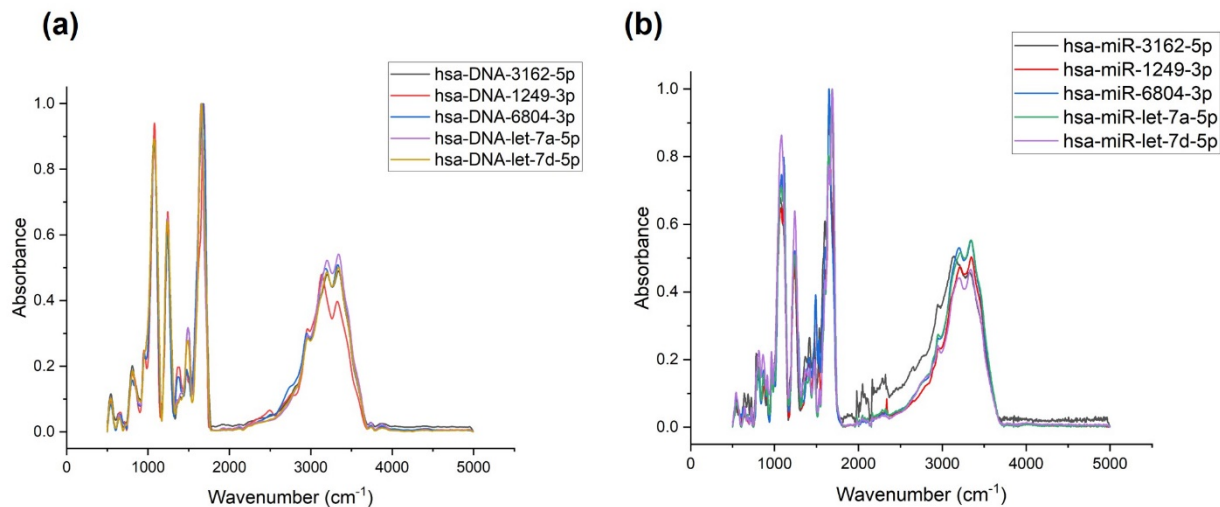 (a)
hsa-DNA-3162-5p
hsa-DNA-1249-3p
hsa-DNA-6804-3p
hsa-DNA-let-7a-5p
hsa-DNA-let-7d-5p
1.0
0.8
0.6
0.4
0.2
0.0
Absorbance
0 1000 2000 3000 4000 5000
Wavenumber (cm⁻¹)
(b)
hsa-miR-3162-5p
hsa-miR-1249-3p
hsa-miR-6804-3p
hsa-miR-let-7a-5p
hsa-miR-let-7d-5p
1.0
0.8
0.6
0.4
0.2
0.0
Absorbance
0 1000 2000 3000 4000 5000
Wavenumber (cm⁻¹)